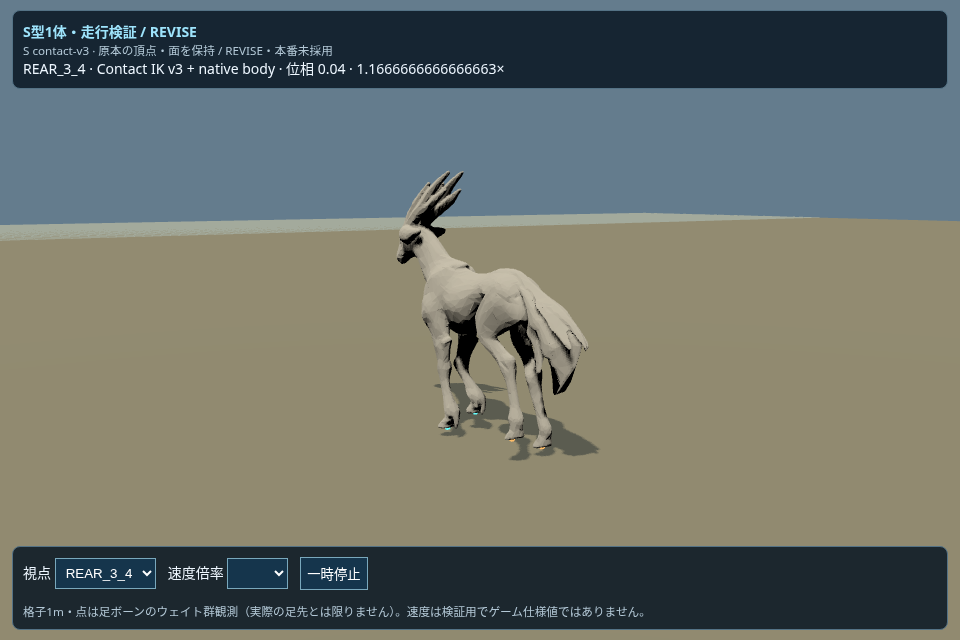 S型1体・走行検証 / REVISE
S contact-v3 · 原本の頂点・面を保持 / REVISE・本番未採用
REAR_3_4 · Contact IK v3 + native body · 位相 0.04 · 1.1666666666666663×
視点 REAR_3_4 速度倍率 一時停止
格子1m・点は足ボーンのウェイト群観測（実際の足先とは限りません）。速度は検証用でゲーム仕様値ではありません。